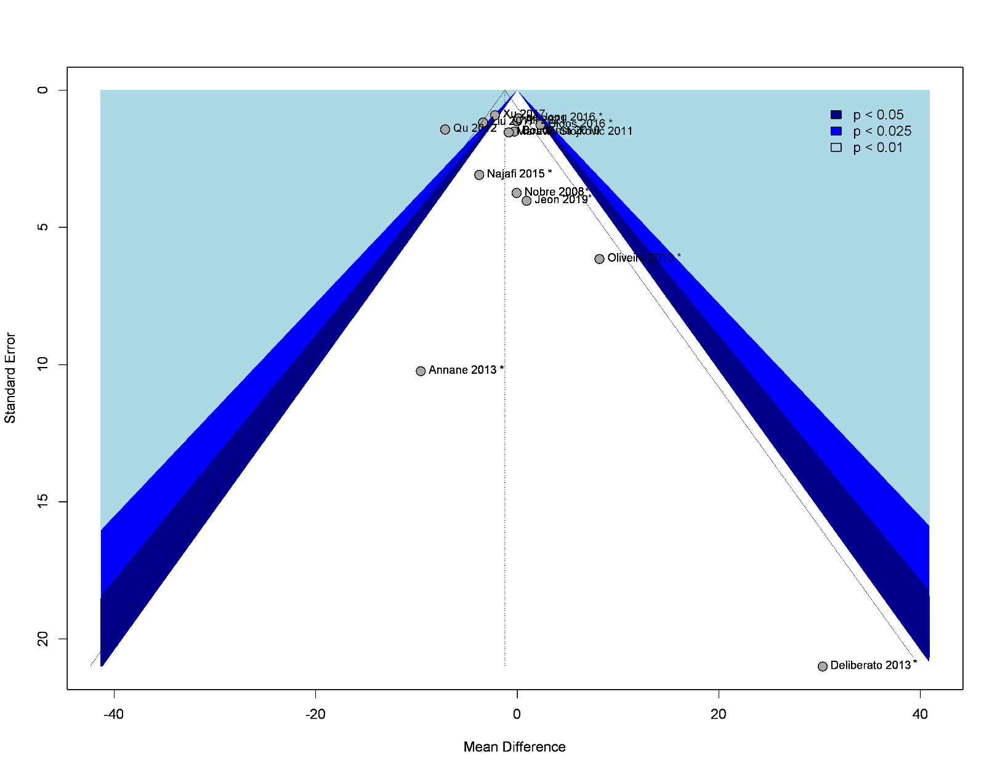 0
5
10
15
20
Standard Error
p < 0.05
p < 0.025
p < 0.01
Xu 2017
Jong 2016 *
Liu 2017
2016 *
Qu 2012
2011
Najafi 2015 *
Nobre 2008 *
Jeon 2019 *
Oliveira 2013 *
Annane 2013 *
Deliberato 2013 *
-40
-20
0
20
40
Mean Difference